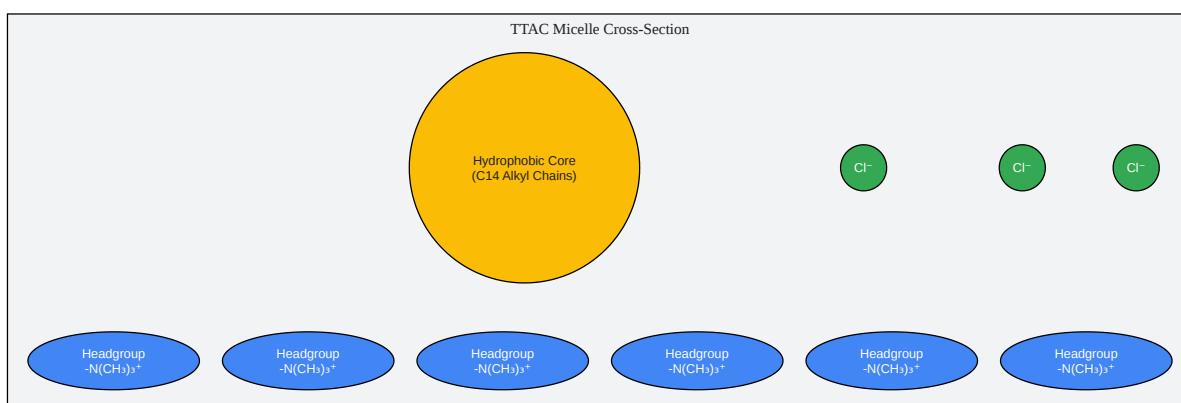 TTAC Micelle Cross-Section
Hydrophobic Core
(C14 Alkyl Chains)
Cl⁻
Cl⁻
Cl⁻
Headgroup
-N(CH₃)₃⁺
Headgroup
-N(CH₃)₃⁺
Headgroup
-N(CH₃)₃⁺
Headgroup
-N(CH₃)₃⁺
Headgroup
-N(CH₃)₃⁺
Headgroup
-N(CH₃)₃⁺